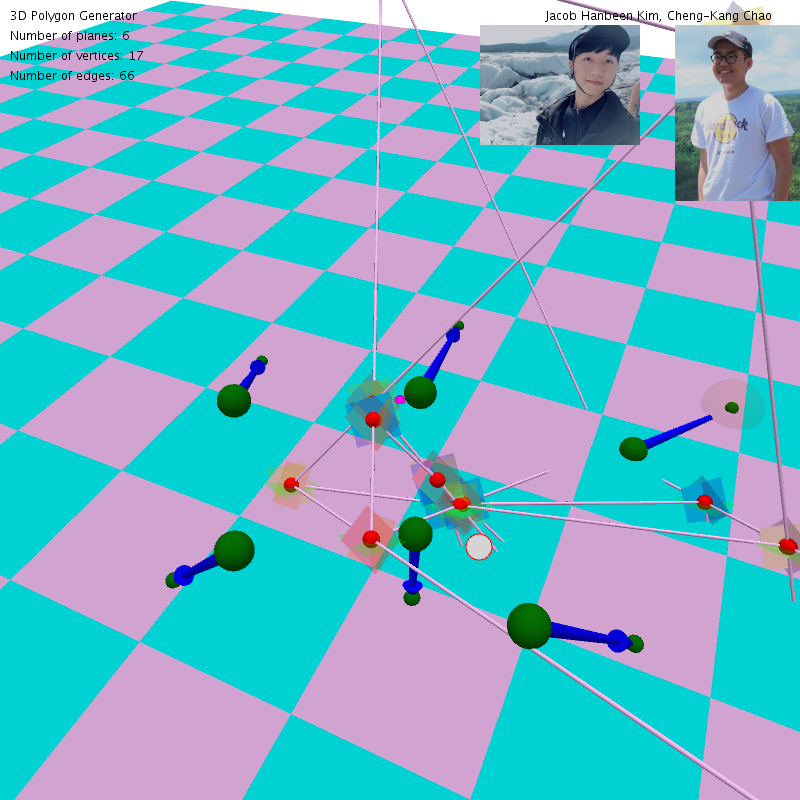 3D Polygon Generator
Jacob Hanbeen Kim, Cheng-Kang Chao
Number of planes: 6
Number of vertices: 17
Number of edges: 66